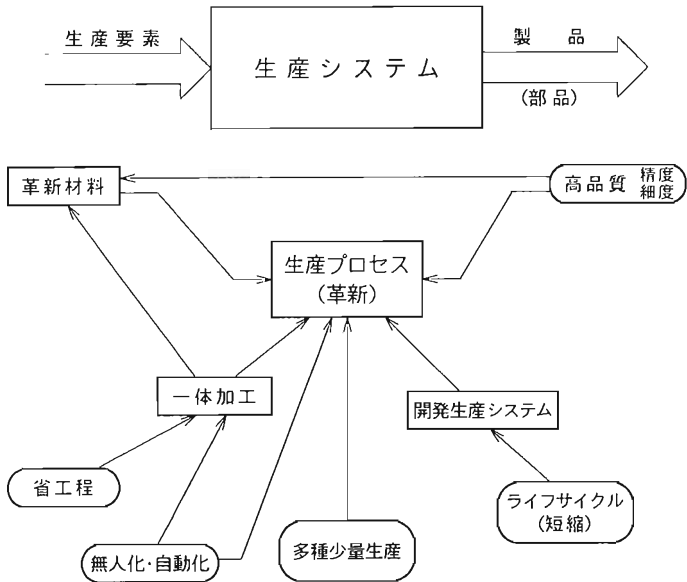 生産要素
生産システム
製品
(部品)
革新材料
高品質 精度
細度
生産プロセス
(革新)
一体加工
開発生産システム
省工程
ライフサイクル
(短縮)
無人化・自動化
多種少量生産